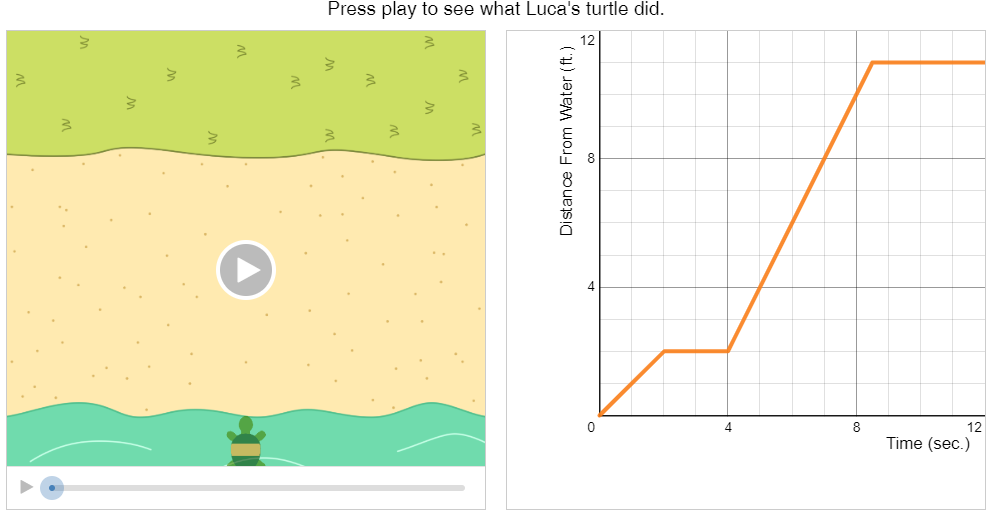 Press play to see what Luca's turtle did.
12
Distance From Water (ft.)
8
4
0
4
8
12
Time (sec.)